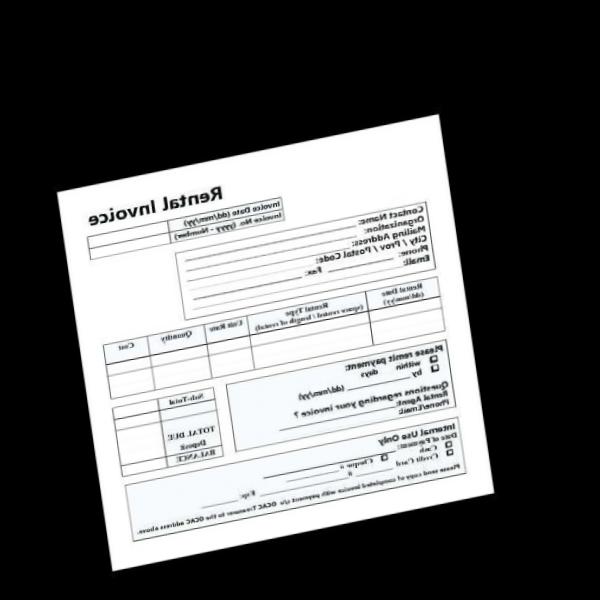 Rental Invoice
Invoice Date (dd/mm/yy)
Invoice No. (yyyy - Number)
Contact Name:
Organization:
Mailing Address:
City / Prov / Postal Code:
Phone: Fax:
Email:
Rental Date (dd/mm/yy) Rental Type (space rented / length of rental) Unit Rate Quantity Cost
Please remit payment:
within days
by (dd/mm/yy)
Questions regarding your invoice ?
Rental Agent:
Phone/Email:
Sub-Total
TOTAL DUE
Deposit
BALANCE
Internal Use Only
Date of Payment:
Cash Cheque #
Credit Card # Exp:
Please send copy of completed invoice with payment c/o OCAC Treasurer to the OCAC address above.